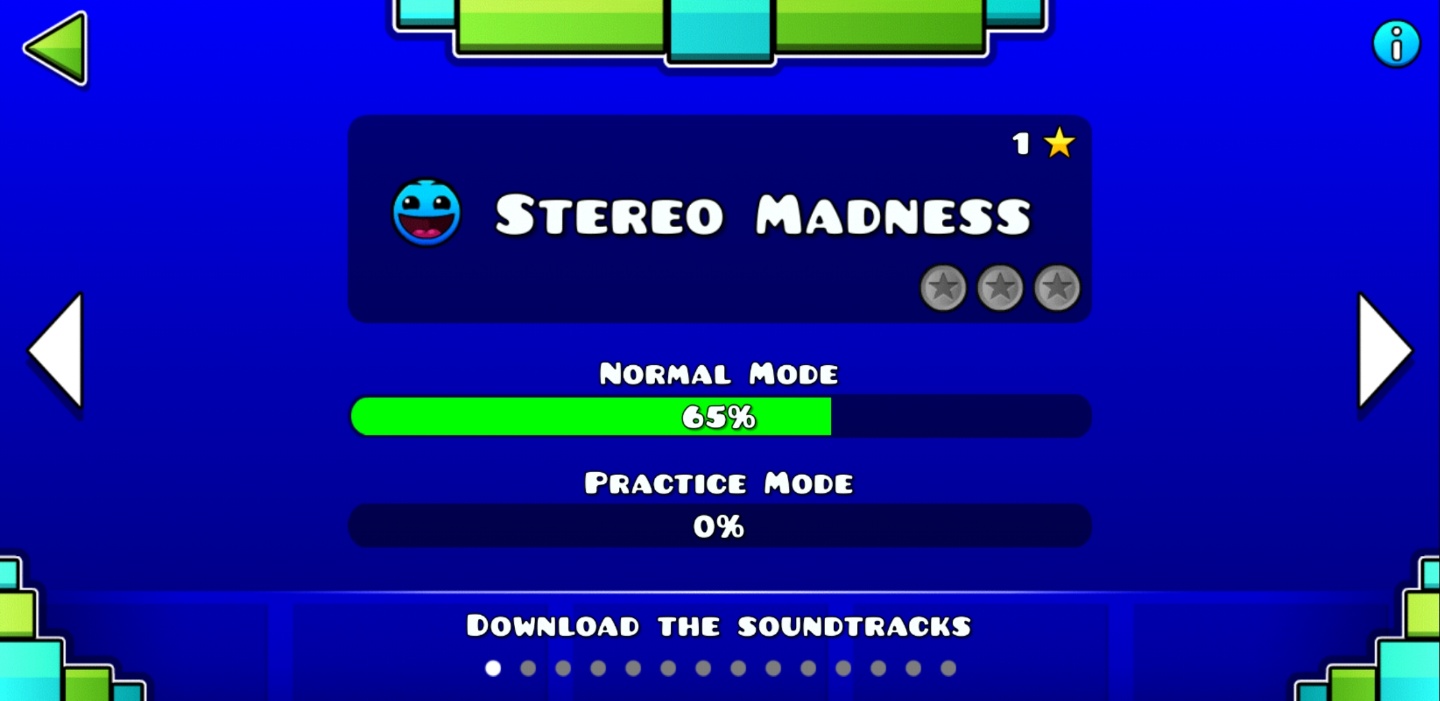 1
Stereo Madness
Normal Mode
65%
Practice Mode
0%
Download the soundtracks